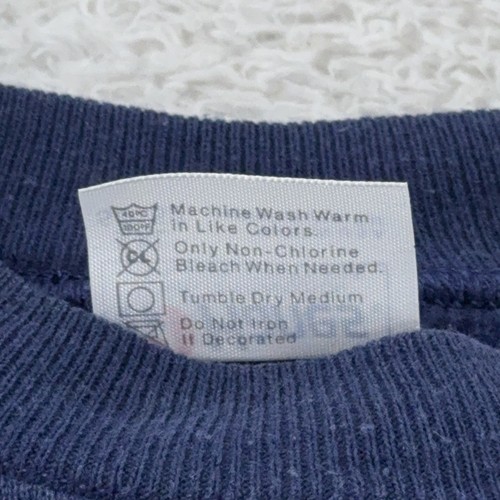 40°C
Machine Wash Warm
in Like Colors.
Only Non-Chlorine
Bleach When Needed.
Tumble Dry Medium
Do Not Iron
If Decorated